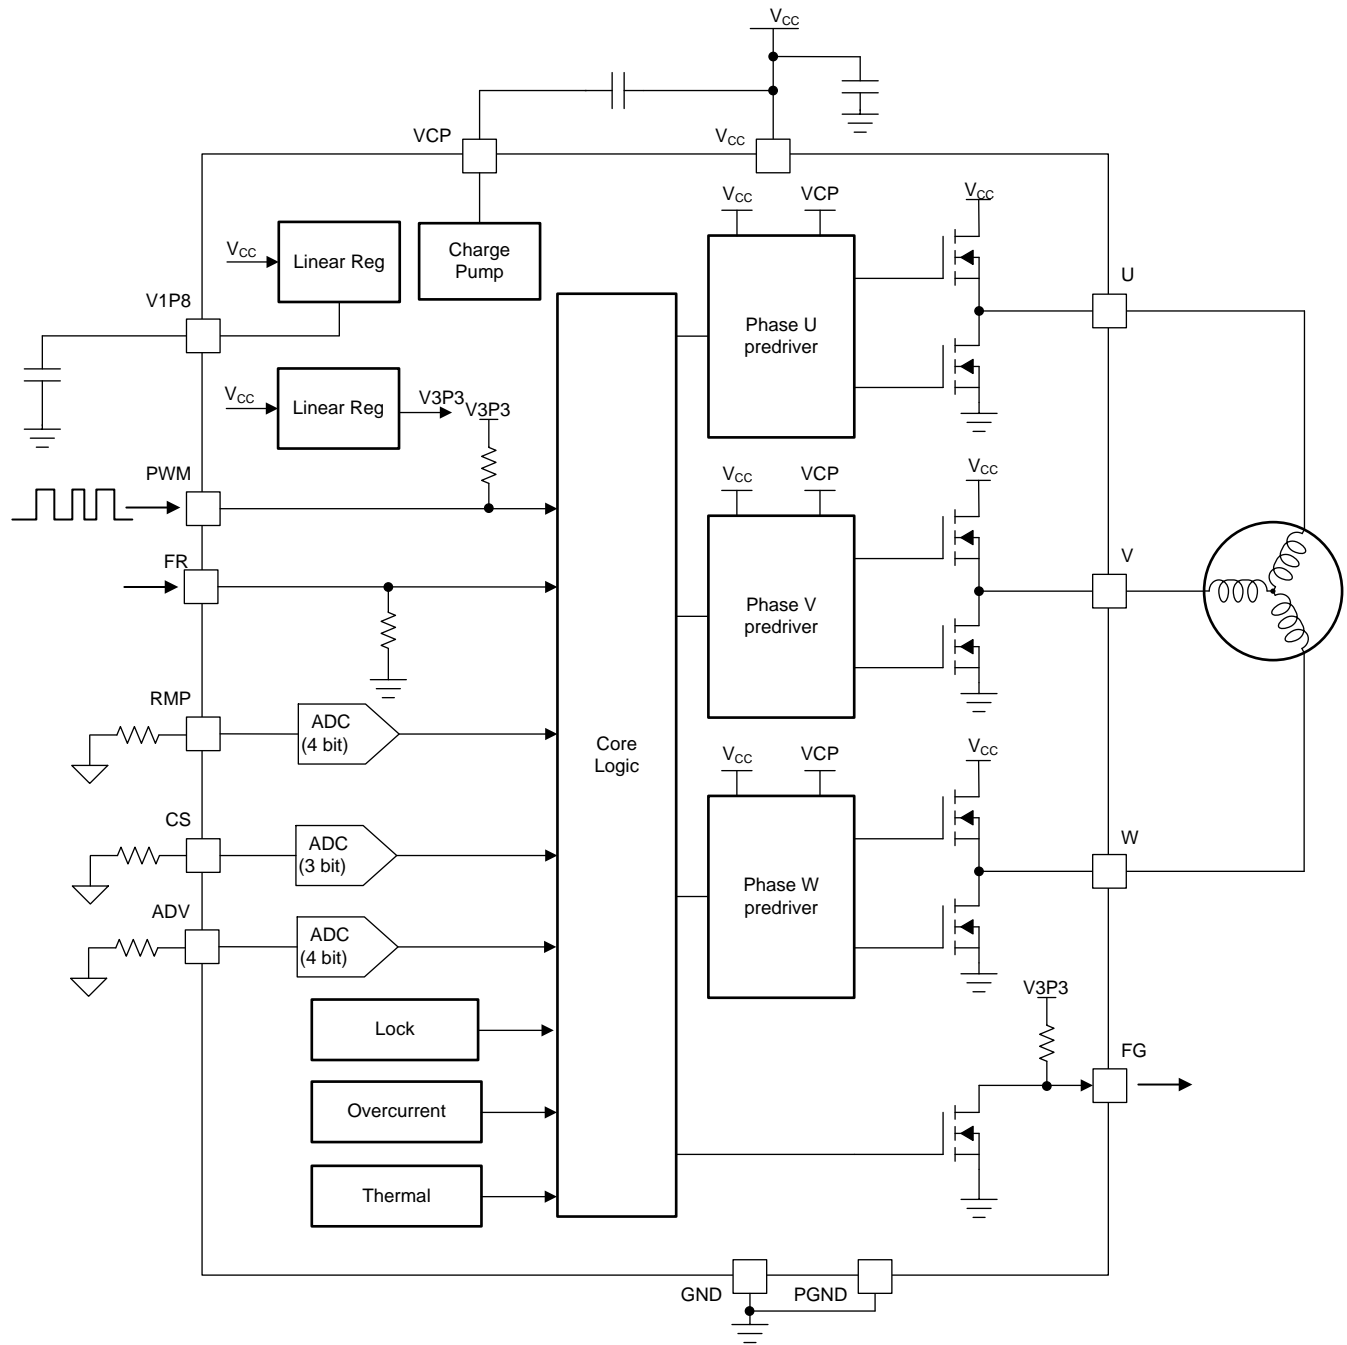 VCC
VCP
VCC
VCC
Linear Reg
Charge
Pump
VCC
VCP
VCC
U
V1P8
Phase U
predriver
VCC
Linear Reg
V3P3
V3P3
PWM
VCC
VCP
VCC
FR
V
Phase V
predriver
RMP
ADC
(4 bit)
Core
Logic
VCC
VCP
VCC
CS
ADC
(3 bit)
W
Phase W
predriver
ADV
ADC
(4 bit)
V3P3
Lock
FG
Overcurrent
Thermal
GND
PGND